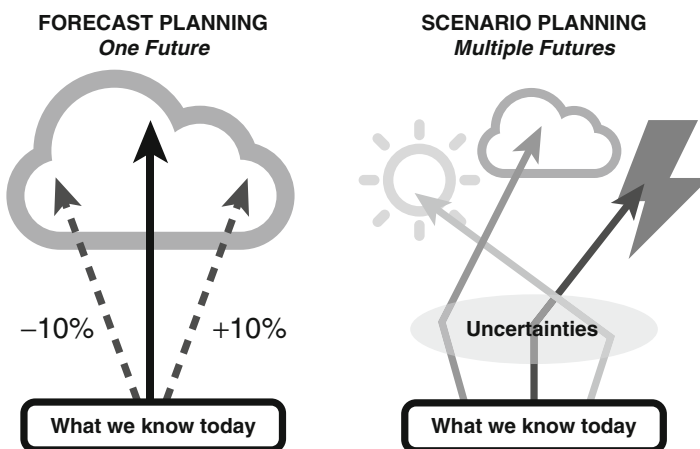 FORECAST PLANNING
One Future
−10%
+10%
What we know today
SCENARIO PLANNING
Multiple Futures
Uncertainties
What we know today